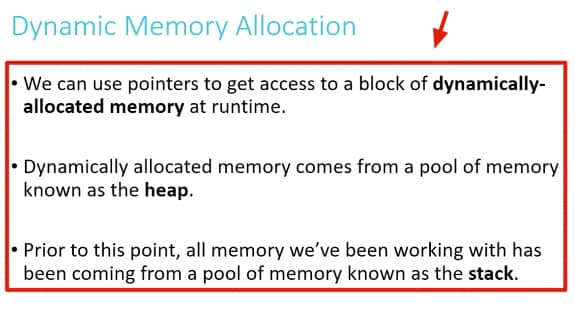 Dynamic Memory Allocation
• We can use pointers to get access to a block of dynamically-
allocated memory at runtime.
• Dynamically allocated memory comes from a pool of memory
known as the heap.
• Prior to this point, all memory we’ve been working with has
been coming from a pool of memory known as the stack.